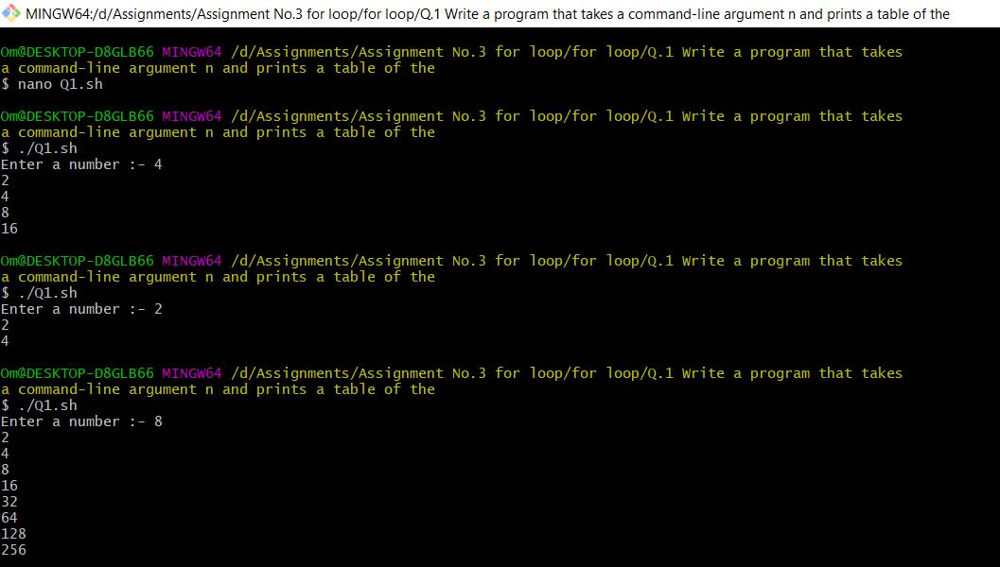 MINGW64:/d/Assignments/Assignment No.3 for loop/for loop/Q.1 Write a program that takes a command-line argument n and prints a table of the
Om@DESKTOP-D8GLB66 MINGW64 /d/Assignments/Assignment No.3 for loop/for loop/Q.1 Write a program that takes
a command-line argument n and prints a table of the
$ nano Q1.sh
Om@DESKTOP-D8GLB66 MINGW64 /d/Assignments/Assignment No.3 for loop/for loop/Q.1 Write a program that takes
a command-line argument n and prints a table of the
$ ./Q1.sh
Enter a number :- 4
2
4
8
16
Om@DESKTOP-D8GLB66 MINGW64 /d/Assignments/Assignment No.3 for loop/for loop/Q.1 Write a program that takes
a command-line argument n and prints a table of the
$ ./Q1.sh
Enter a number :- 2
2
4
Om@DESKTOP-D8GLB66 MINGW64 /d/Assignments/Assignment No.3 for loop/for loop/Q.1 Write a program that takes
a command-line argument n and prints a table of the
$ ./Q1.sh
Enter a number :- 8
2
4
8
16
32
64
128
256